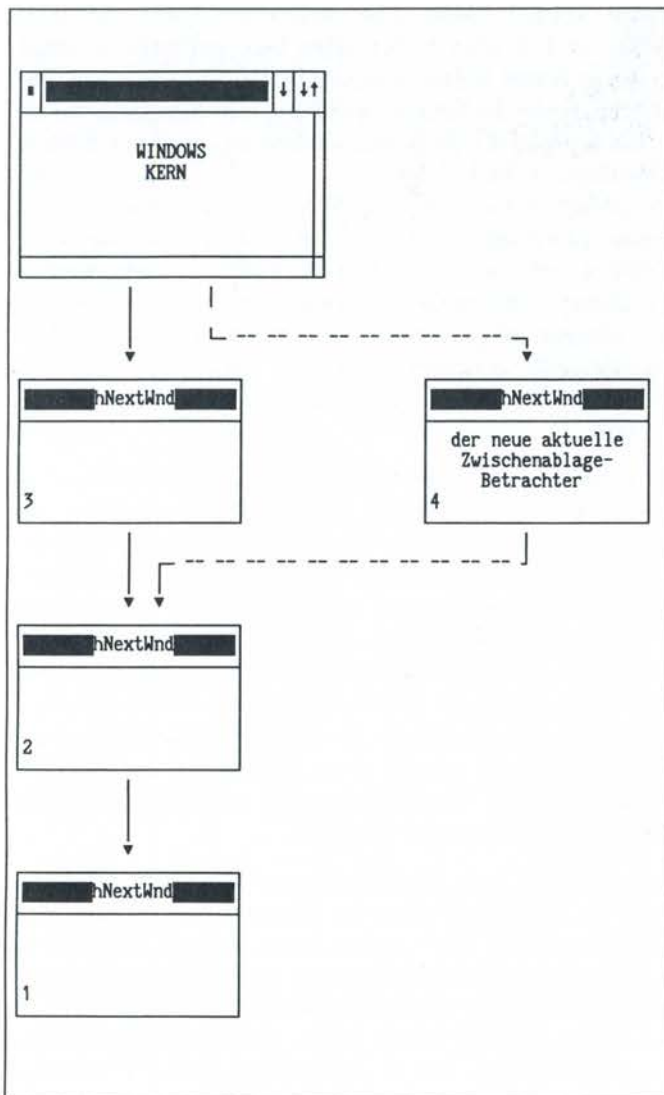 WINDOWS
KERN
hNextWnd
3
hNextWnd
der neue aktuelle
Zwischenablage-
Betrachter
4
hNextWnd
2
hNextWnd
1